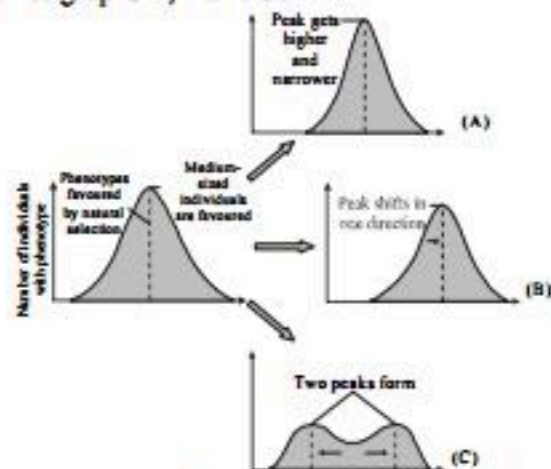 Peak gets
higher
and
narrower
(A)
Number of individuals
with phenotype
Phenotypes
favoured
by natural
selection
Medium-
sized
individuals
are favoured
Peak shifts in
one direction
(B)
Two peaks form
(C)